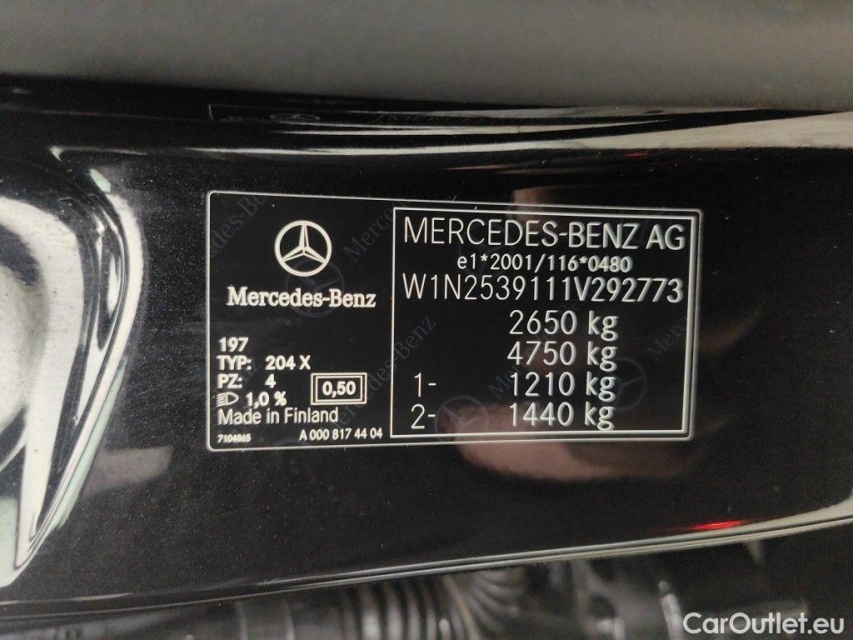 Mercedes-Benz
197
TYP: 204 X
PZ: 4
1,0 %
0,50
Made in Finland
7104865
A 000 817 44 04
MERCEDES-BENZ AG
e1*2001/116*0480
W1N2539111V292773
2650 kg
4750 kg
1- 1210 kg
2- 1440 kg
CarOutlet.eu